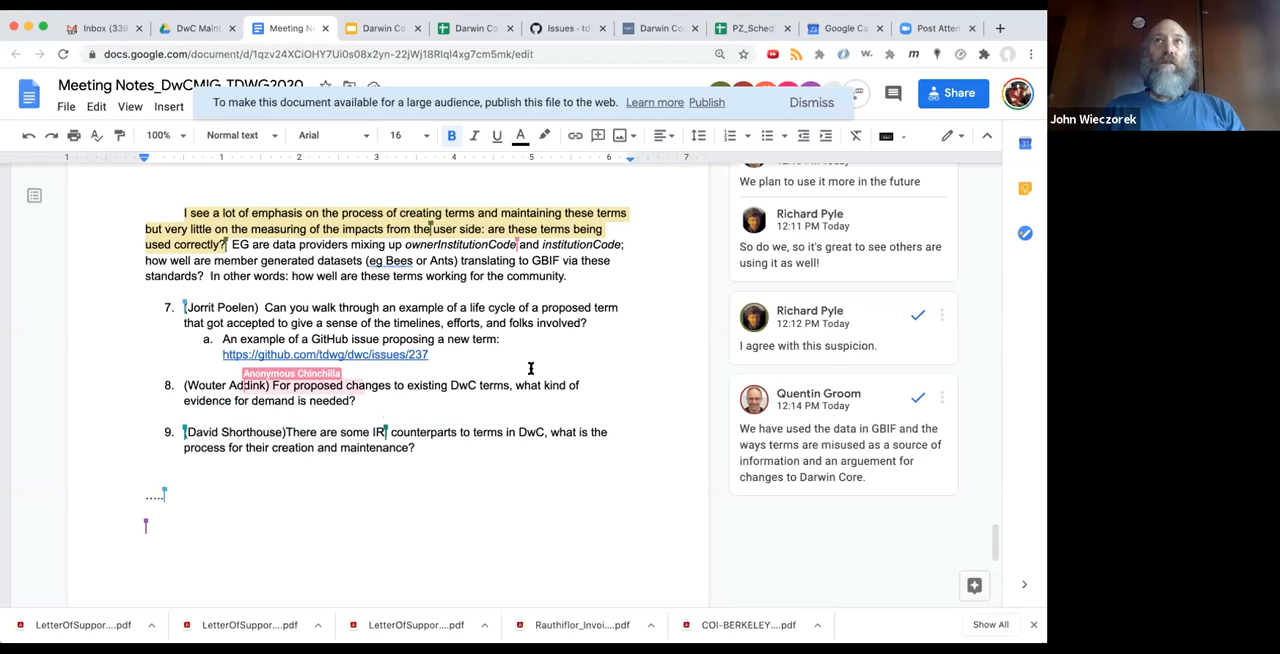 Inbox (339
DwC Main
Meeting No
Darwin Co
Darwin Co
Issues · td
Darwin Co
PZ_Sched
Google Ca
Post Atten
docs.google.com/document/d/1qzv24XCiOHY7Ui0s08x2yn-22jWj18Rlql4xg7cm5mk/edit
Meeting Notes_DwCMIG_TDWG2020
File Edit View Insert
To make this document available for a large audience, publish this file to the web. Learn more Publish Dismiss
Share
John Wieczorek
100% Normal text Arial 16
1 1 2 3 4 5 6 7
12:10 PM Today
We plan to use it more in the future
I see a lot of emphasis on the process of creating terms and maintaining these terms
but very little on the measuring of the impacts from the user side: are these terms being
used correctly? EG are data providers mixing up ownerInstitutionCode and institutionCode;
how well are member generated datasets (eg Bees or Ants) translating to GBIF via these
standards? In other words: how well are these terms working for the community.
Richard Pyle
12:11 PM Today
So do we, so it's great to see others are
using it as well!
7. (Jorrit Poelen) Can you walk through an example of a life cycle of a proposed term
that got accepted to give a sense of the timelines, efforts, and folks involved?
a. An example of a GitHub issue proposing a new term:
https://github.com/tdwg/dwc/issues/237
Richard Pyle
12:12 PM Today
I agree with this suspicion.
Anonymous Chinchilla
8. (Wouter Addink) For proposed changes to existing DwC terms, what kind of
evidence for demand is needed?
9. (David Shorthouse)There are some IR counterparts to terms in DwC, what is the
process for their creation and maintenance?
.....
Quentin Groom
12:14 PM Today
We have used the data in GBIF and the
ways terms are misused as a source of
information and an arguement for
changes to Darwin Core.
LetterOfSuppor....pdf
LetterOfSuppor....pdf
LetterOfSuppor....pdf
Rauthiflor_Invoi....pdf
COI-BERKELEY....pdf
Show All